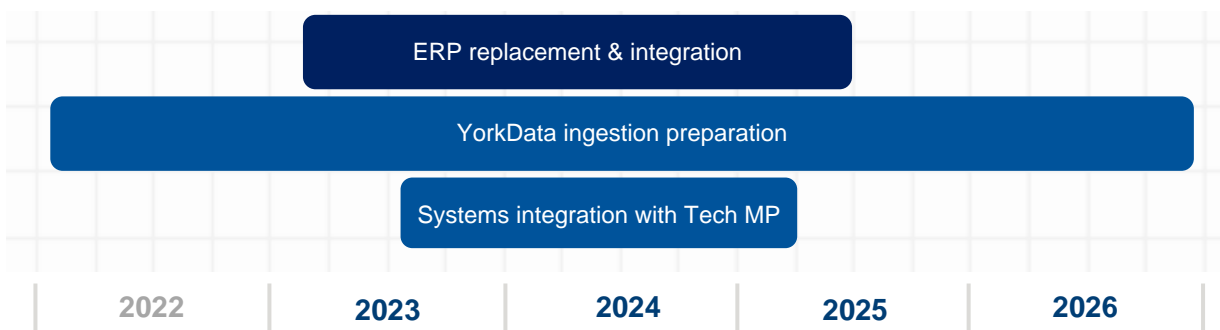 ERP replacement & integration
YorkData ingestion preparation
Systems integration with Tech MP
2022 2023 2024 2025 2026